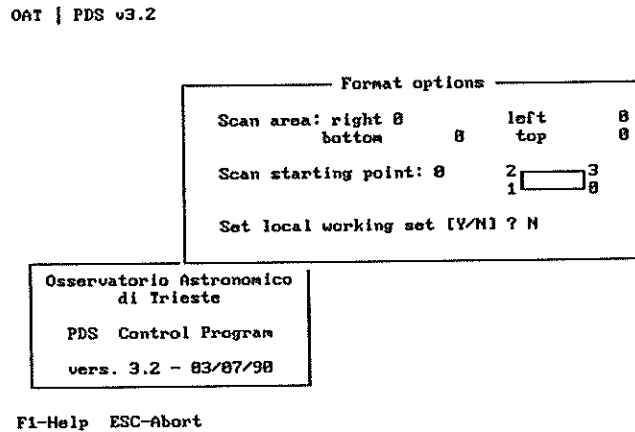 OAT | PDS v3.2
Format options
Scan area: right 0 left 0
bottom 0 top 0
Scan starting point: 0 2 3
1 0
Set local working set [Y/N] ? N
Osservatorio Astronomico
di Trieste
PDS Control Program
vers. 3.2 - 03/07/90
F1-Help ESC-Abort